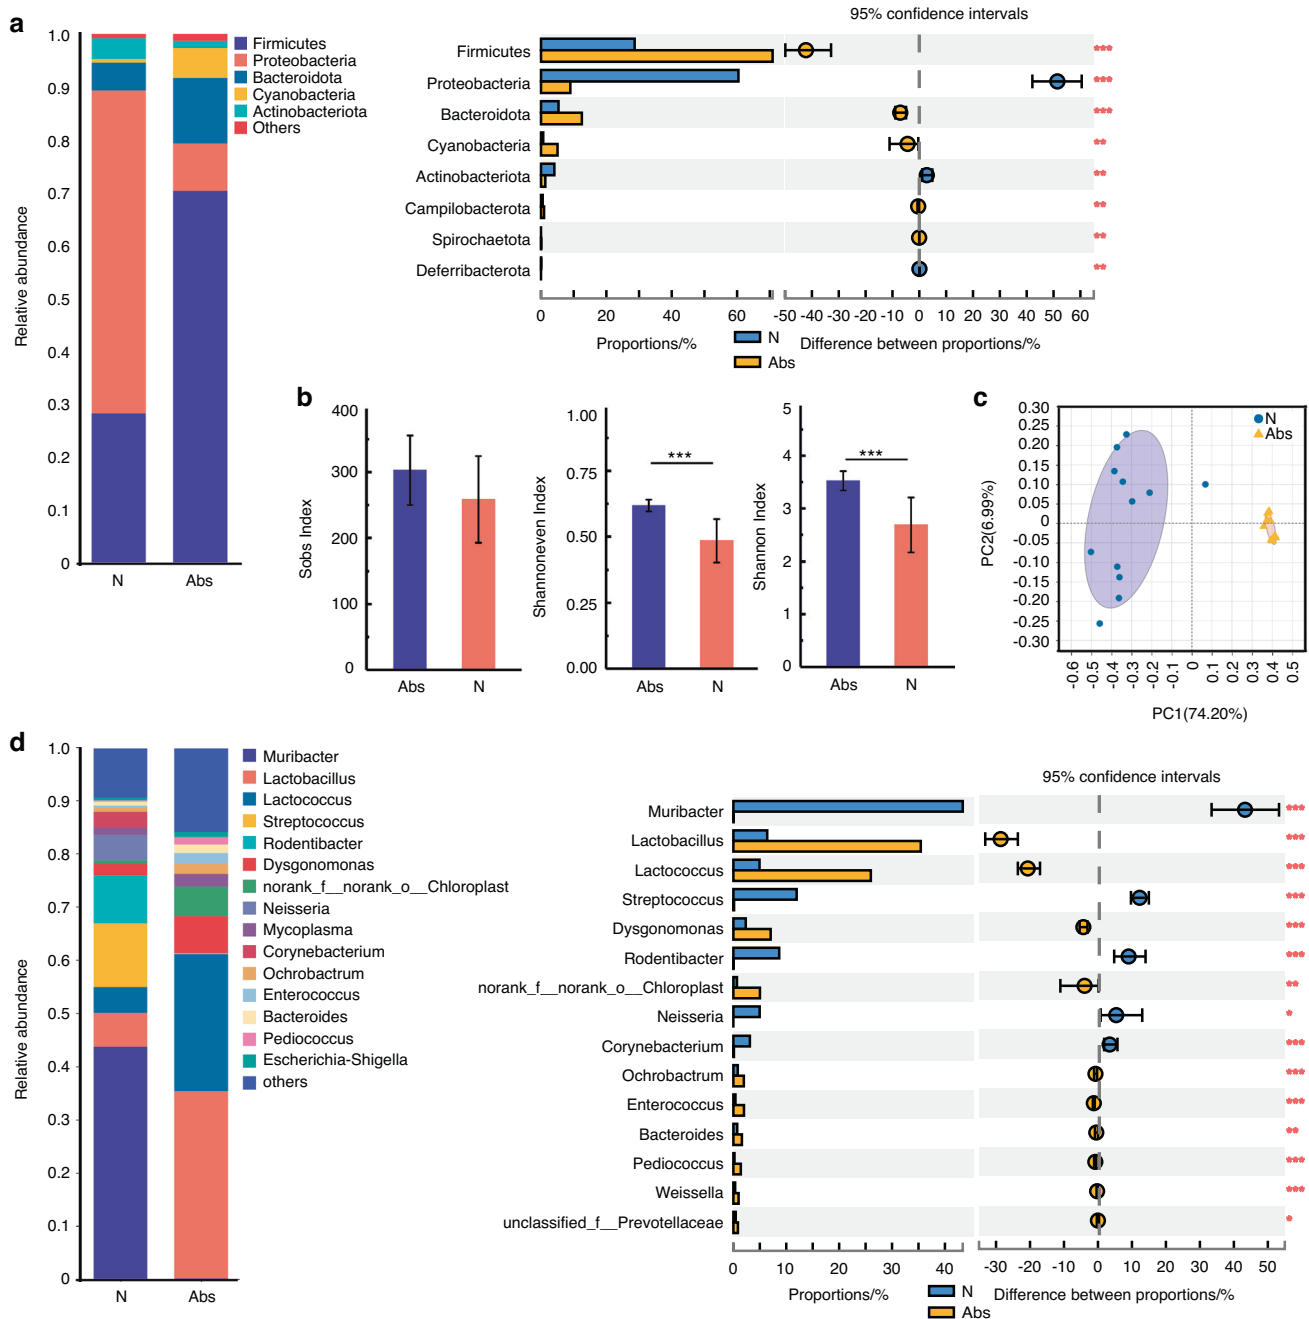 a
1.0
0.9
0.8
0.7
0.6
0.5
0.4
0.3
0.2
0.1
0
Relative abundance
N
Abs
Firmicutes
Proteobacteria
Bacteroidota
Cyanobacteria
Actinobacteriota
Others
95% confidence intervals
Firmicutes ***
Proteobacteria ***
Bacteroidota ***
Cyanobacteria **
Actinobacteriota **
Campilobacterota **
Spirochaetota **
Deferribacterota **
0 20 40 60
Proportions/%
-50 -40 -30 -20 -10 0 10 20 30 40 50 60
Difference between proportions/%
N
Abs
b
400
300
200
100
0
Sobs Index
Abs N
1.00
0.75
0.50
0.25
0.00
Shannoneven Index
***
Abs N
5
4
3
2
1
0
Shannon Index
***
Abs N
c
0.30
0.25
0.20
0.15
0.10
0.05
0
-0.05
-0.10
-0.15
-0.20
-0.25
-0.30
PC2(6.99%)
N
Abs
-0.6 -0.5 -0.4 -0.3 -0.2 -0.1 0 0.1 0.2 0.3 0.4 0.5
PC1(74.20%)
d
1.0
0.9
0.8
0.7
0.6
0.5
0.4
0.3
0.2
0.1
0
Relative abundance
N
Abs
Muribacter
Lactobacillus
Lactococcus
Streptococcus
Rodentibacter
Dysgonomonas
norank_f__norank_o__Chloroplast
Neisseria
Mycoplasma
Corynebacterium
Ochrobactrum
Enterococcus
Bacteroides
Pediococcus
Escherichia-Shigella
others
95% confidence intervals
Muribacter ***
Lactobacillus ***
Lactococcus ***
Streptococcus ***
Dysgonomonas ***
Rodentibacter ***
norank_f__norank_o__Chloroplast **
Neisseria *
Corynebacterium ***
Ochrobactrum ***
Enterococcus ***
Bacteroides **
Pediococcus ***
Weissella ***
unclassified_f__Prevotellaceae *
0 10 20 30 40
Proportions/%
-30 -20 -10 0 10 20 30 40 50
Difference between proportions/%
N
Abs